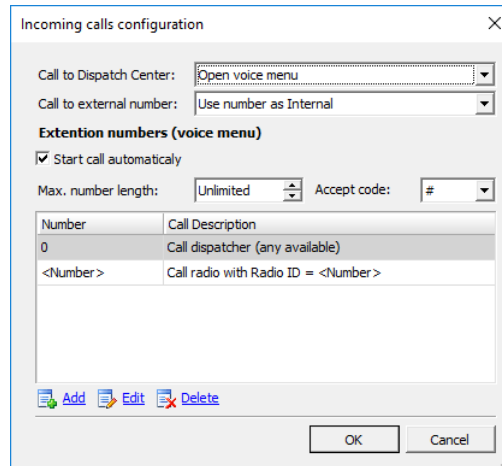 Incoming calls configuration
Call to Dispatch Center: Open voice menu
Call to external number: Use number as Internal
Extention numbers (voice menu)
Start call automaticaly
Max. number length: Unlimited Accept code: #
Number Call Description
0 Call dispatcher (any available)
<Number> Call radio with Radio ID = <Number>
Add Edit Delete
OK Cancel